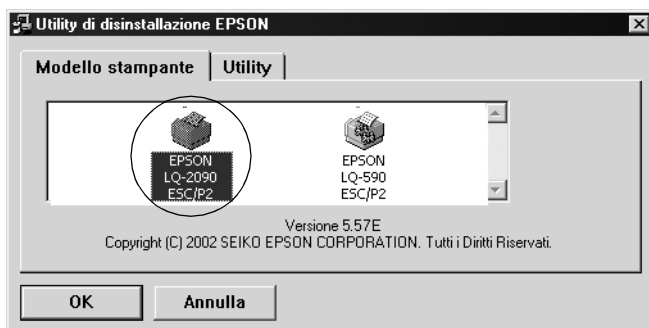 Utility di disinstallazione EPSON
Modello stampante
Utility
EPSON
LQ-2090
ESC/P2
EPSON
LQ-590
ESC/P2
Versione 5.57E
Copyright (C) 2002 SEIKO EPSON CORPORATION. Tutti i Diritti Riservati.
OK
Annulla